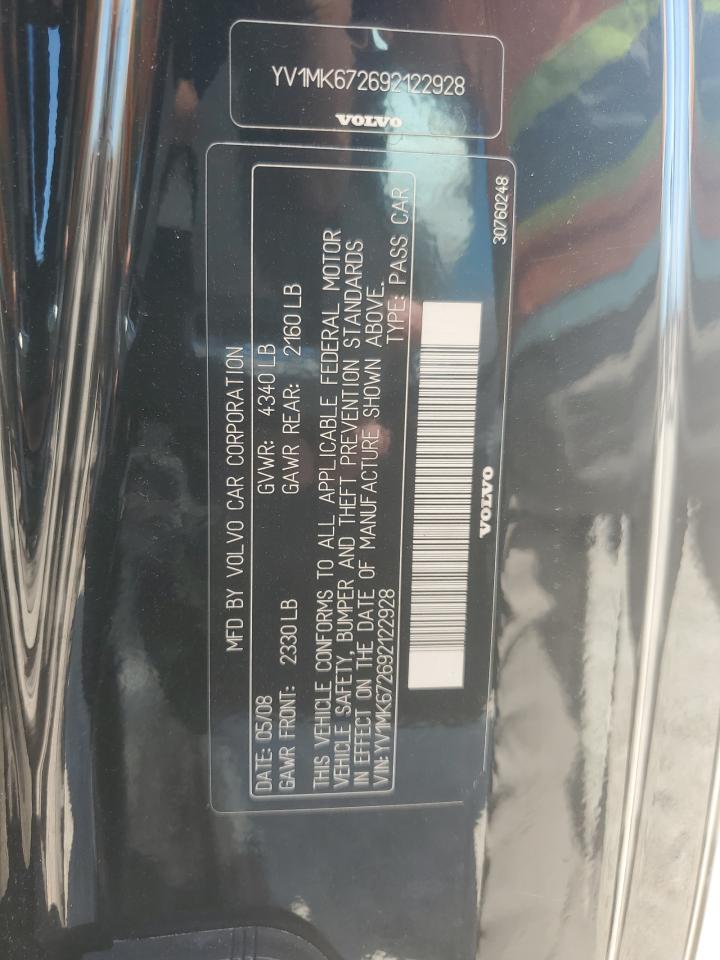 YV1MK672692122928
VOLVO
MFD BY VOLVO CAR CORPORATION
DATE: 05/08 GVWR: 4340 LB
GAWR FRONT: 2330 LB GAWR REAR: 2160 LB
THIS VEHICLE CONFORMS TO ALL APPLICABLE FEDERAL MOTOR
VEHICLE SAFETY, BUMPER AND THEFT PREVENTION STANDARDS
IN EFFECT ON THE DATE OF MANUFACTURE SHOWN ABOVE.
VIN: YV1MK672692122928 TYPE: PASS CAR
VOLVO
30760248